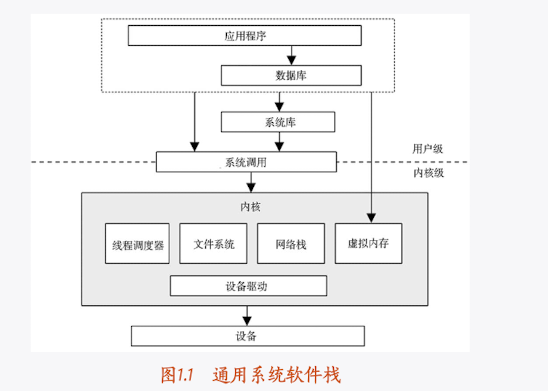 应用程序
数据库
系统库
用户级
系统调用
内核级
内核
线程调度器 文件系统 网络栈 虚拟内存
设备驱动
设备
图1.1 通用系统软件栈